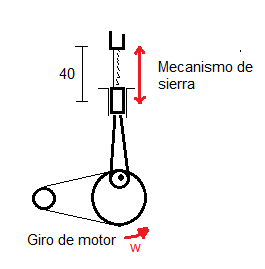 40
Mecanismo de
sierra
Giro de motor
w